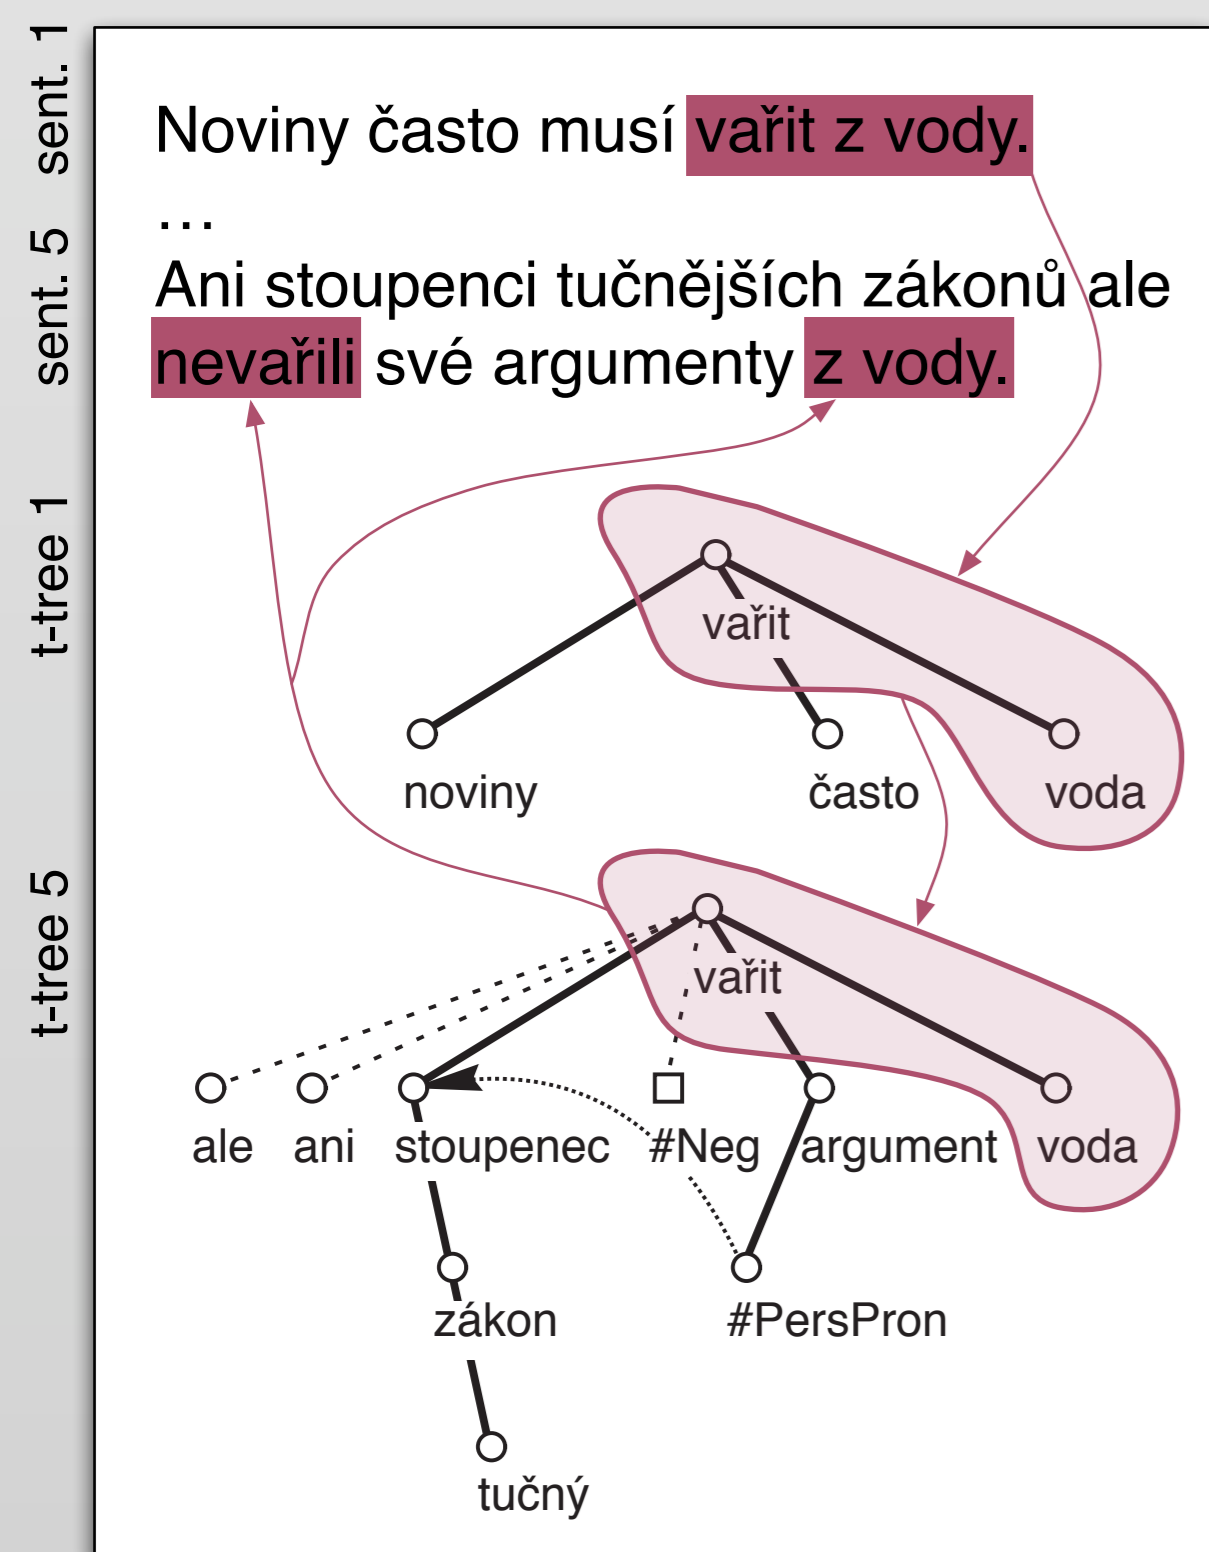 sent. 1
Noviny často musí vařit z vody.
…
sent. 5
Ani stoupenci tučnějších zákonů ale
nevařili své argumenty z vody.
t-tree 1
vařit
noviny často voda
t-tree 5
vařit
ale ani stoupenec #Neg argument voda
zákon #PersPron
tučný